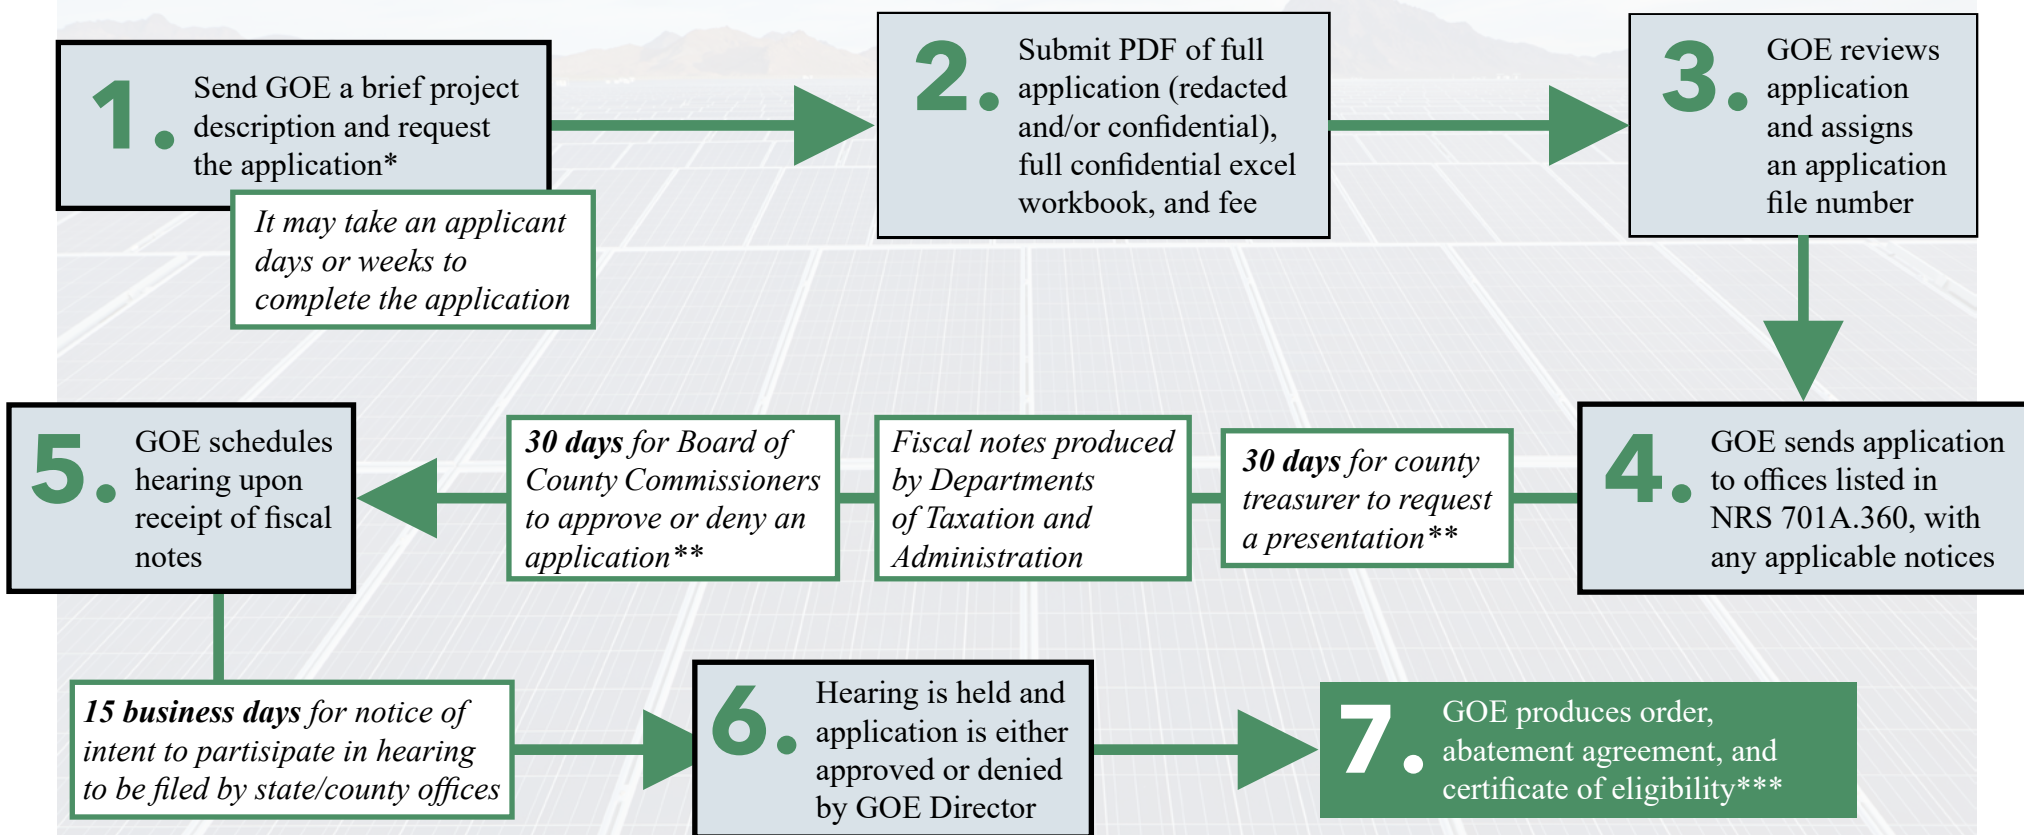 1.
Send GOE a brief project
description and request
the application*
It may take an applicant
days or weeks to
complete the application
2.
Submit PDF of full
application (redacted
and/or confidential),
full confidential excel
workbook, and fee
3.
GOE reviews
application
and assigns
an application
file number
4.
GOE sends application
to offices listed in
NRS 701A.360, with
any applicable notices
30 days for county
treasurer to request
a presentation**
Fiscal notes produced
by Departments
of Taxation and
Administration
30 days for Board of
County Commissioners
to approve or deny an
application**
5.
GOE schedules
hearing upon
receipt of fiscal
notes
15 business days for notice of
intent to partisipate in hearing
to be filed by state/county offices
6.
Hearing is held and
application is either
approved or denied
by GOE Director
7.
GOE produces order,
abatement agreement, and
certificate of eligibility***